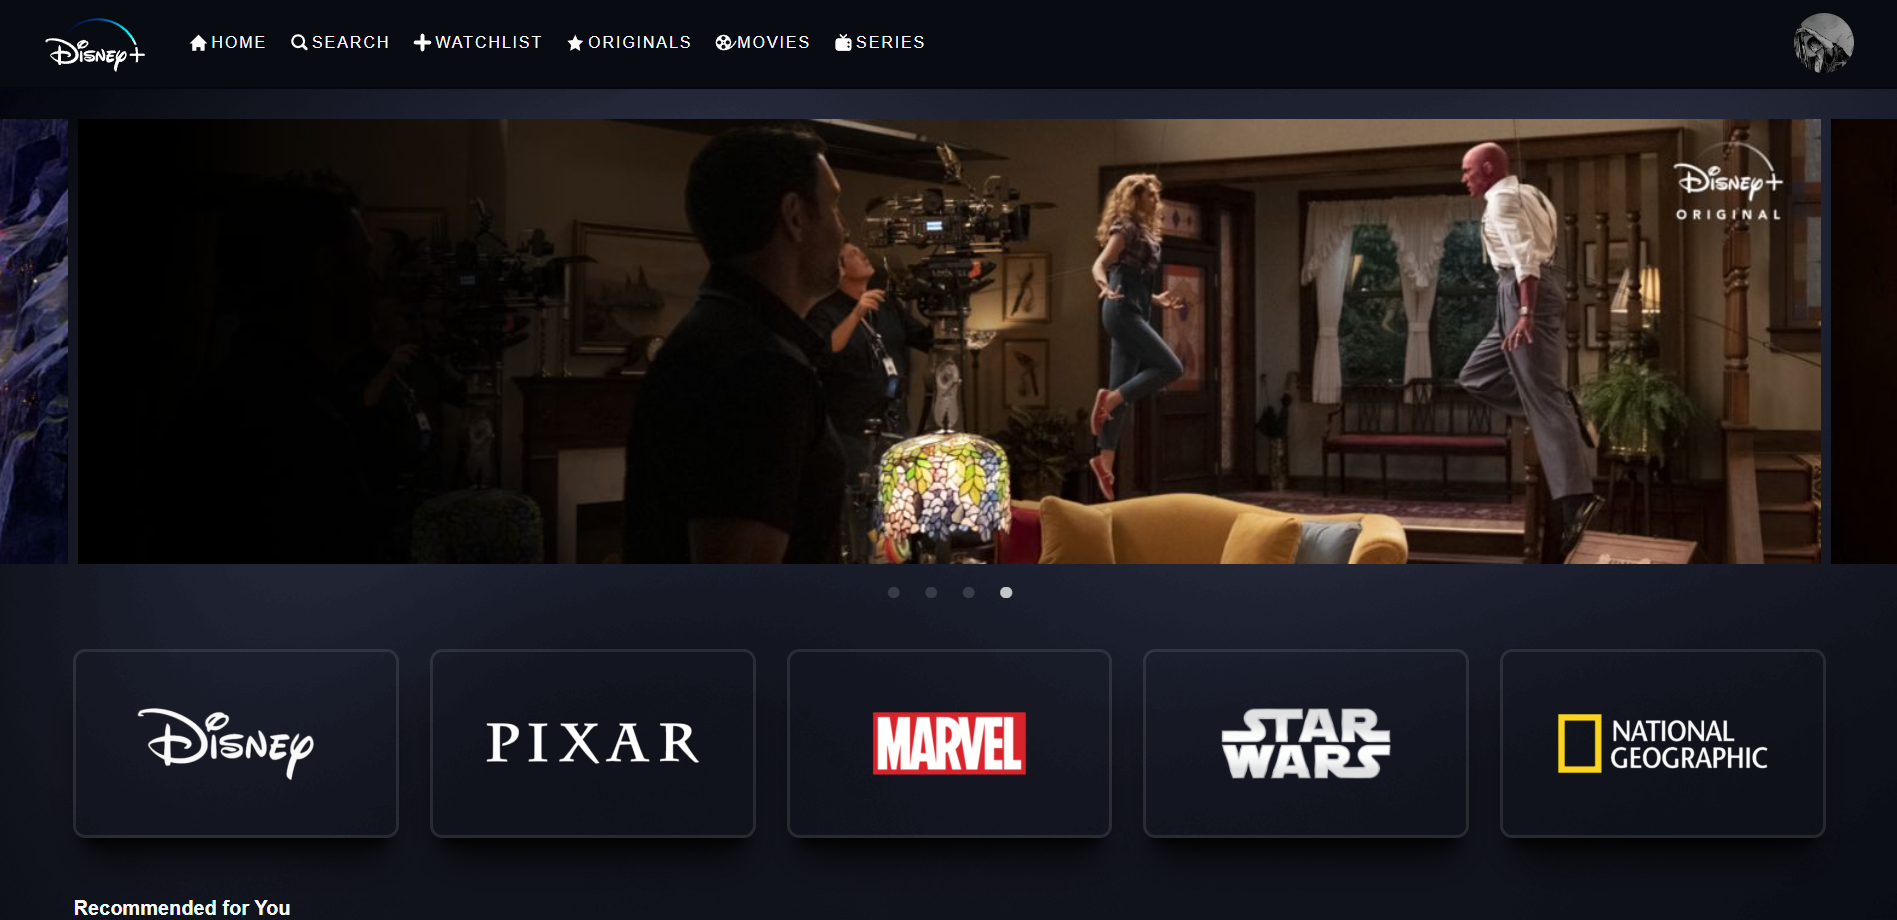 Disney+
HOME
SEARCH
WATCHLIST
ORIGINALS
MOVIES
SERIES
Disney+
ORIGINAL
Disney
PIXAR
MARVEL
STAR
WARS
NATIONAL
GEOGRAPHIC
Recommended for You